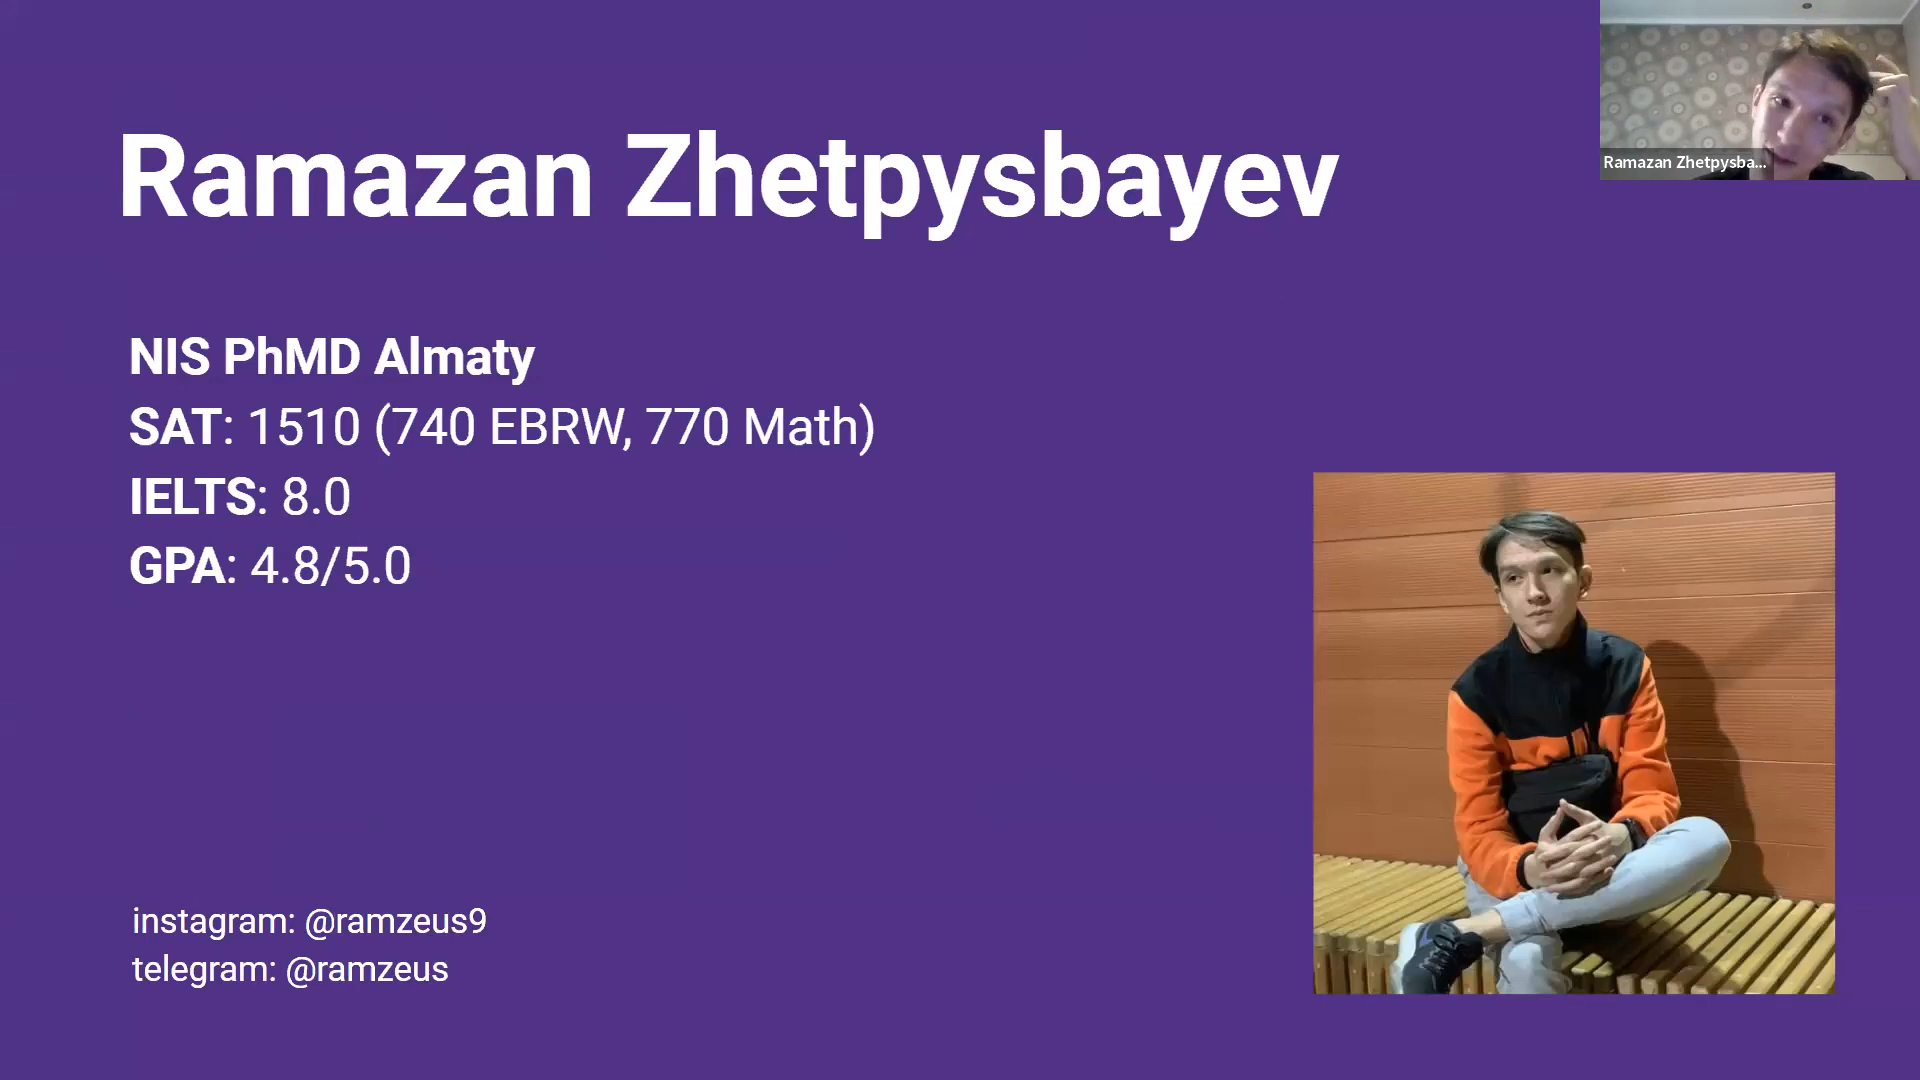 Ramazan Zhetpysbayev
NIS PhMD Almaty
SAT: 1510 (740 EBRW, 770 Math)
IELTS: 8.0
GPA: 4.8/5.0
instagram: @ramzeus9
telegram: @ramzeus
Ramazan Zhetpysba...